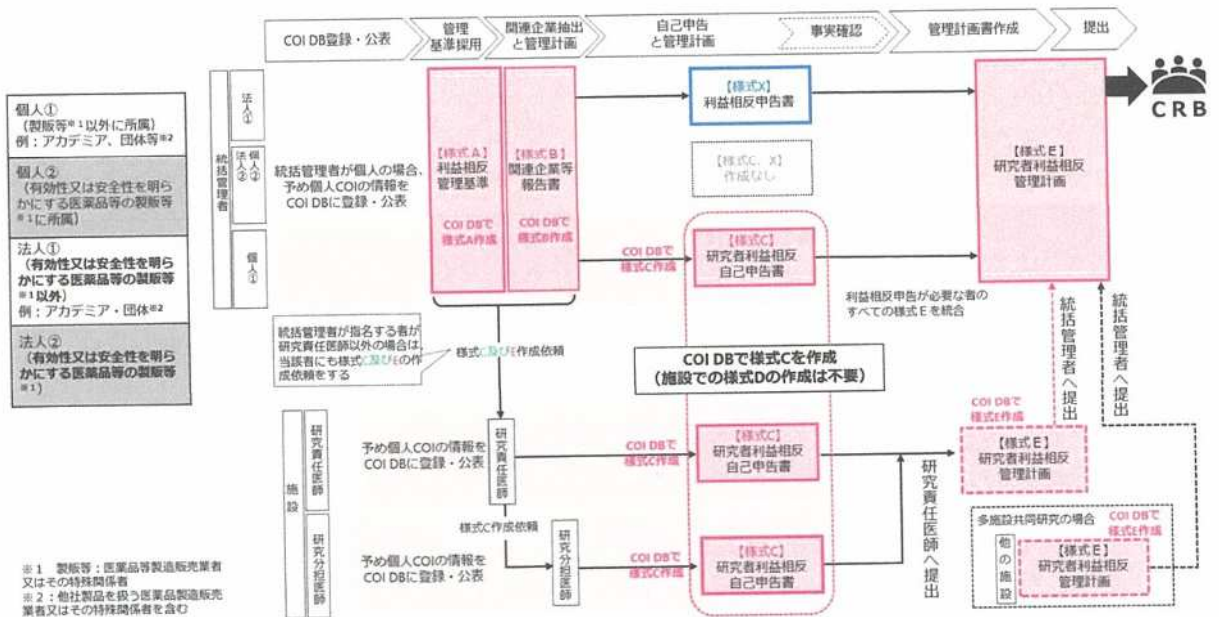 COI DB登録・公表
管理
基準採用
関連企業抽出
と管理計画
自己申告
と管理計画
事実確認
管理計画書作成
提出
個人①
(製販等※1以外に所属)
例：アカデミア、団体等※2
個人②
(有効性又は安全性を明ら
かにする医薬品等の製販等
※1に所属)
法人①
(有効性又は安全性を明ら
かにする医薬品等の製販等
※1以外)
例：アカデミア・団体※2
法人②
(有効性又は安全性を明ら
かにする医薬品等の製販等
※1)
統括管理者
法人①
個人②
法人②
個人①
統括管理者が個人の場合、
予め個人COIの情報を
COI DBに登録・公表
【様式A】
利益相反
管理基準
COI DBで
様式A作成
【様式B】
関連企業等
報告書
COI DBで
様式B作成
【様式X】
利益相反申告書
【様式C、X】
作成なし
COI DBで
様式C作成
【様式C】
研究者利益相反
自己申告書
【様式E】
研究者利益相反
管理計画
CRB
利益相反申告が必要な者の
すべての様式Eを統合
統括管理者が指名する者が
研究責任医師以外の場合は、
当該者にも様式C及びEの作
成依頼をする
様式C及びE作成依頼
COI DBで様式Cを作成
(施設での様式Dの作成は不要)
統括管理者へ提出
統括管理者へ提出
施設
研究責任医師
予め個人COIの情報を
COI DBに登録・公表
研究責任医師
COI DBで
様式C作成
【様式C】
研究者利益相反
自己申告書
研究責任医師へ提出
COI DBで
様式E作成
【様式E】
研究者利益相反
管理計画
様式C作成依頼
研究分担医師
予め個人COIの情報を
COI DBに登録・公表
研究分担医師
COI DBで
様式C作成
【様式C】
研究者利益相反
自己申告書
多施設共同研究の場合
COI DBで
様式E作成
他の施設
【様式E】
研究者利益相反
管理計画
※1　製販等：医薬品等製造販売業者
又はその特殊関係者
※2：他社製品を扱う医薬品製造販売
業者又はその特殊関係者を含む